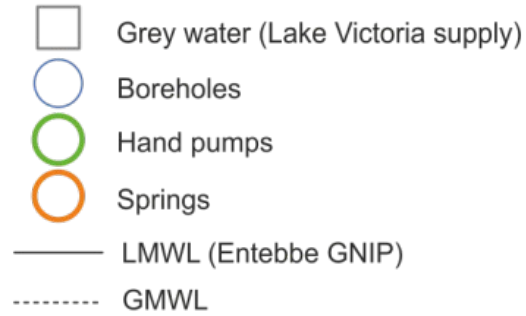 Grey water (Lake Victoria supply)
Boreholes
Hand pumps
Springs
LMWL (Entebbe GNIP)
GMWL